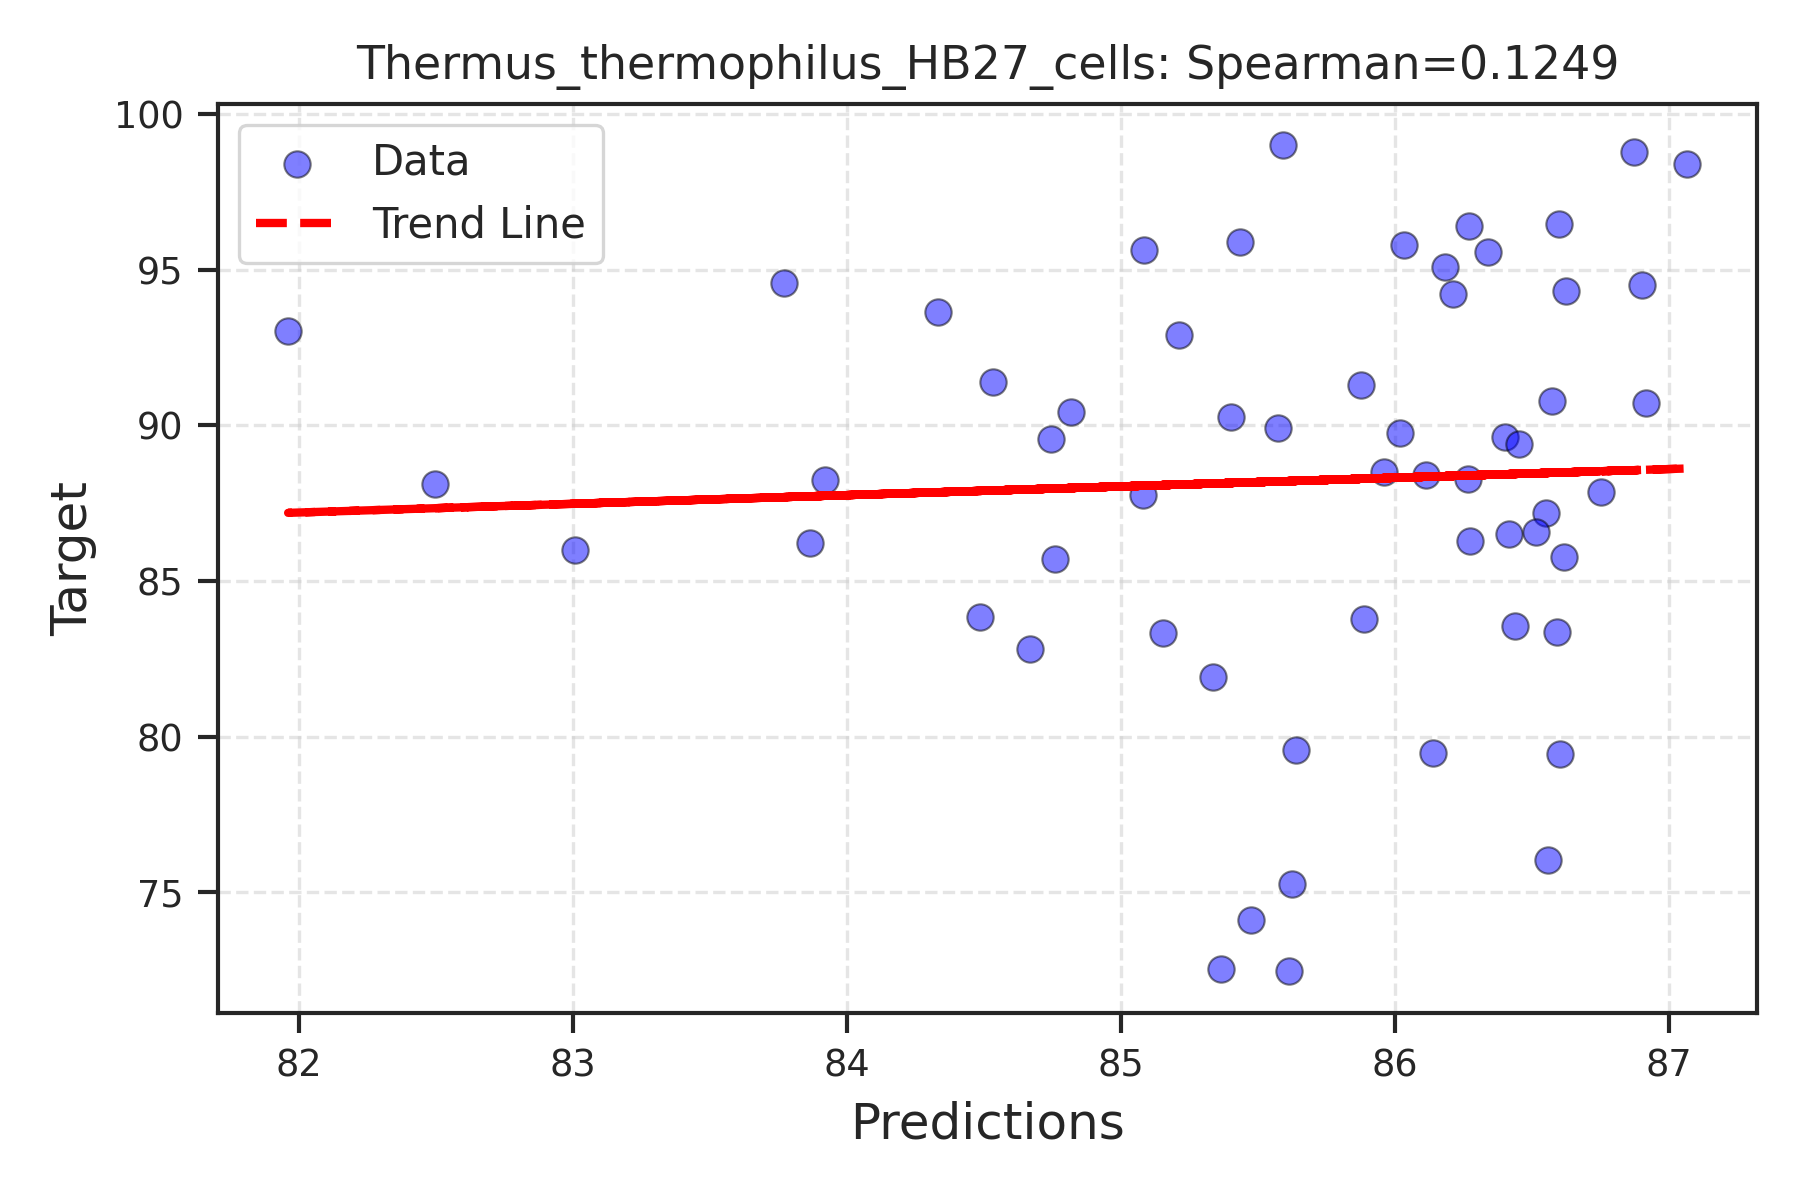 Thermus_thermophilus_HB27_cells: Spearman=0.1249
Data
Trend Line
100
95
90
85
80
75
Target
82 83 84 85 86 87
Predictions